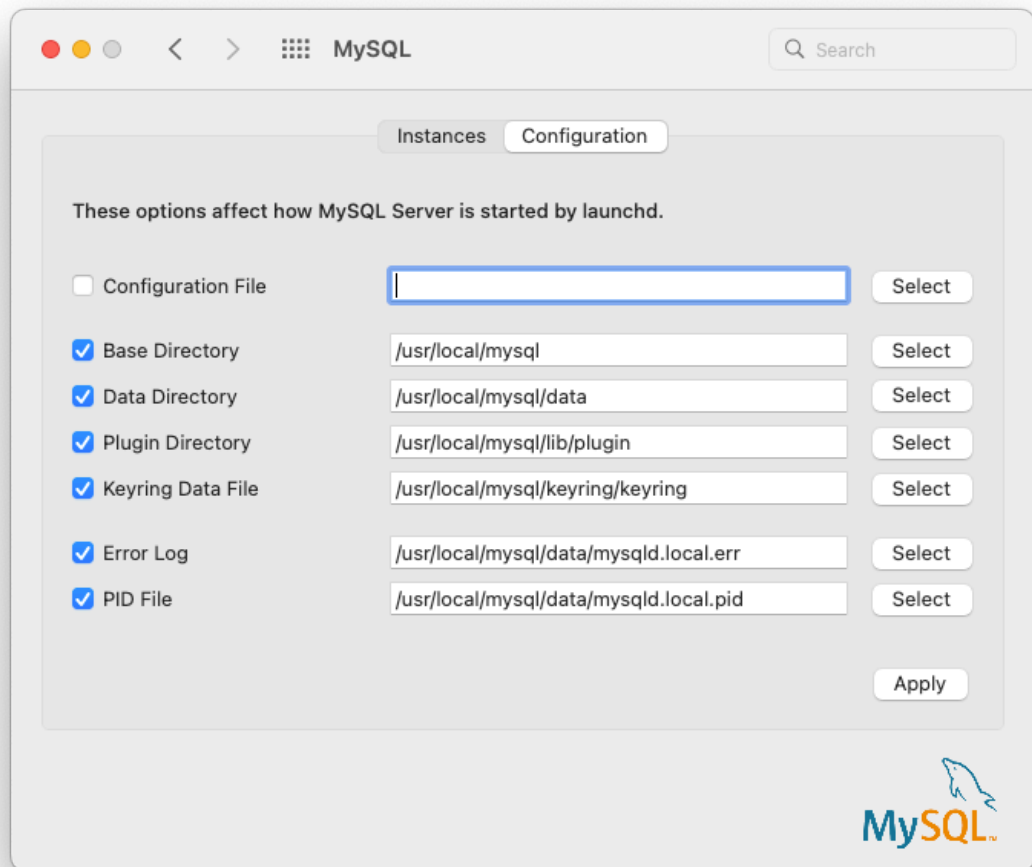 MySQL
Search
Instances Configuration
These options affect how MySQL Server is started by launchd.
Configuration File Select
Base Directory /usr/local/mysql Select
Data Directory /usr/local/mysql/data Select
Plugin Directory /usr/local/mysql/lib/plugin Select
Keyring Data File /usr/local/mysql/keyring/keyring Select
Error Log /usr/local/mysql/data/mysqld.local.err Select
PID File /usr/local/mysql/data/mysqld.local.pid Select
Apply
MySQL